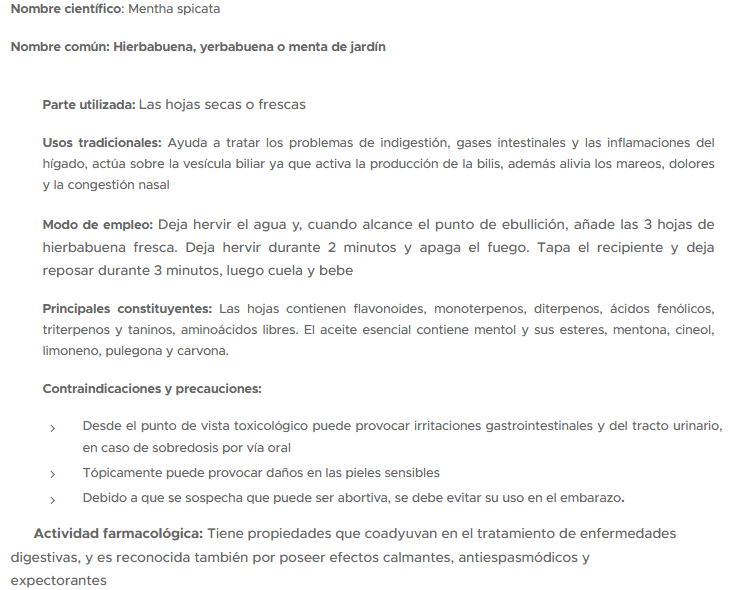 Nombre científico: Mentha spicata
Nombre común: Hierbabuena, yerbabuena o menta de jardín
Parte utilizada: Las hojas secas o frescas
Usos tradicionales: Ayuda a tratar los problemas de indigestión, gases intestinales y las inflamaciones del
hígado, actúa sobre la vesícula biliar ya que activa la producción de la bilis, además alivia los mareos, dolores
y la congestión nasal
Modo de empleo: Deja hervir el agua y, cuando alcance el punto de ebullición, añade las 3 hojas de
hierbabuena fresca. Deja hervir durante 2 minutos y apaga el fuego. Tapa el recipiente y deja
reposar durante 3 minutos, luego cuela y bebe
Principales constituyentes: Las hojas contienen flavonoides, monoterpenos, diterpenos, ácidos fenólicos,
triterpenos y taninos, aminoácidos libres. El aceite esencial contiene mentol y sus esteres, mentona, cineol,
limoneno, pulegona y carvona.
Contraindicaciones y precauciones:
Desde el punto de vista toxicológico puede provocar irritaciones gastrointestinales y del tracto urinario,
en caso de sobredosis por vía oral
Tópicamente puede provocar daños en las pieles sensibles
Debido a que se sospecha que puede ser abortiva, se debe evitar su uso en el embarazo.
Actividad farmacológica: Tiene propiedades que coadyuvan en el tratamiento de enfermedades
digestivas, y es reconocida también por poseer efectos calmantes, antiespasmódicos y
expectorantes